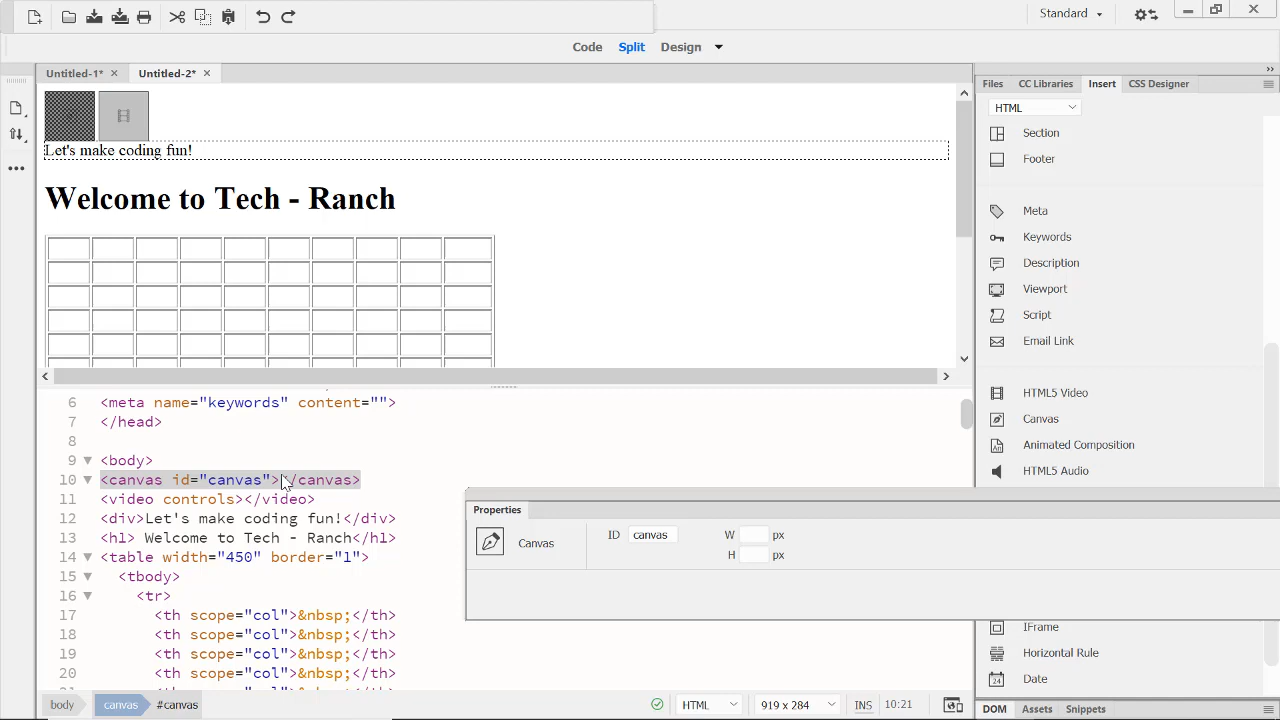 Standard
Code Split Design
Untitled-1* Untitled-2*
Files CC Libraries Insert CSS Designer
HTML
Let's make coding fun!
Welcome to Tech - Ranch
Section
Footer
Meta
Keywords
Description
Viewport
Script
Email Link
HTML5 Video
Canvas
Animated Composition
HTML5 Audio
6 <meta name="keywords" content="">
7 </head>
8
9 <body>
10 <canvas id="canvas"></canvas>
11 <video controls></video>
12 <div>Let's make coding fun!</div>
13 <h1> Welcome to Tech - Ranch</h1>
14 <table width="450" border="1">
15 <tbody>
16 <tr>
17 <th scope="col">&nbsp;</th>
18 <th scope="col">&nbsp;</th>
19 <th scope="col">&nbsp;</th>
20 <th scope="col">&nbsp;</th>
Properties
Canvas ID canvas W px
H px
IFrame
Horizontal Rule
Date
body canvas #canvas HTML 919 x 284 INS 10:21
DOM Assets Snippets